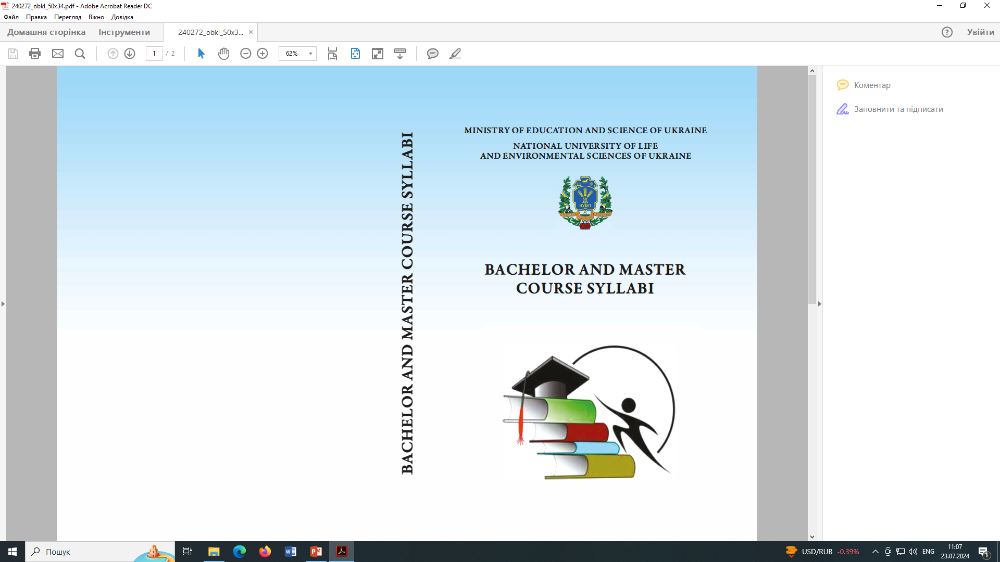 240272_obkl_50x34.pdf - Adobe Acrobat Reader DC
Файл Правка Перегляд Вікно Довідка
Домашня сторінка Інструменти 240272_obkl_50x3... Увійти
1 / 2 62%
Коментар
Заповнити та підписати
BACHELOR AND MASTER COURSE SYLLABI
MINISTRY OF EDUCATION AND SCIENCE OF UKRAINE
NATIONAL UNIVERSITY OF LIFE
AND ENVIRONMENTAL SCIENCES OF UKRAINE
НУБіП
BACHELOR AND MASTER
COURSE SYLLABI
Пошук
USD/RUB -0.39%
ENG
11:07
23.07.2024
1